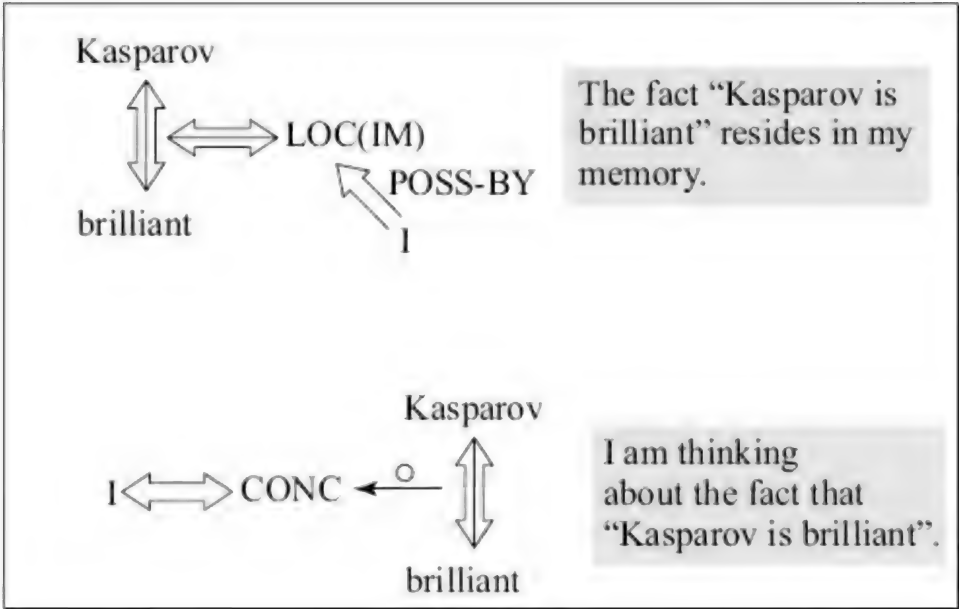 Kasparov
LOC(IM)
POSS-BY
I
brilliant
The fact “Kasparov is
brilliant” resides in my
memory.
Kasparov
I
CONC
O
brilliant
I am thinking
about the fact that
“Kasparov is brilliant”.